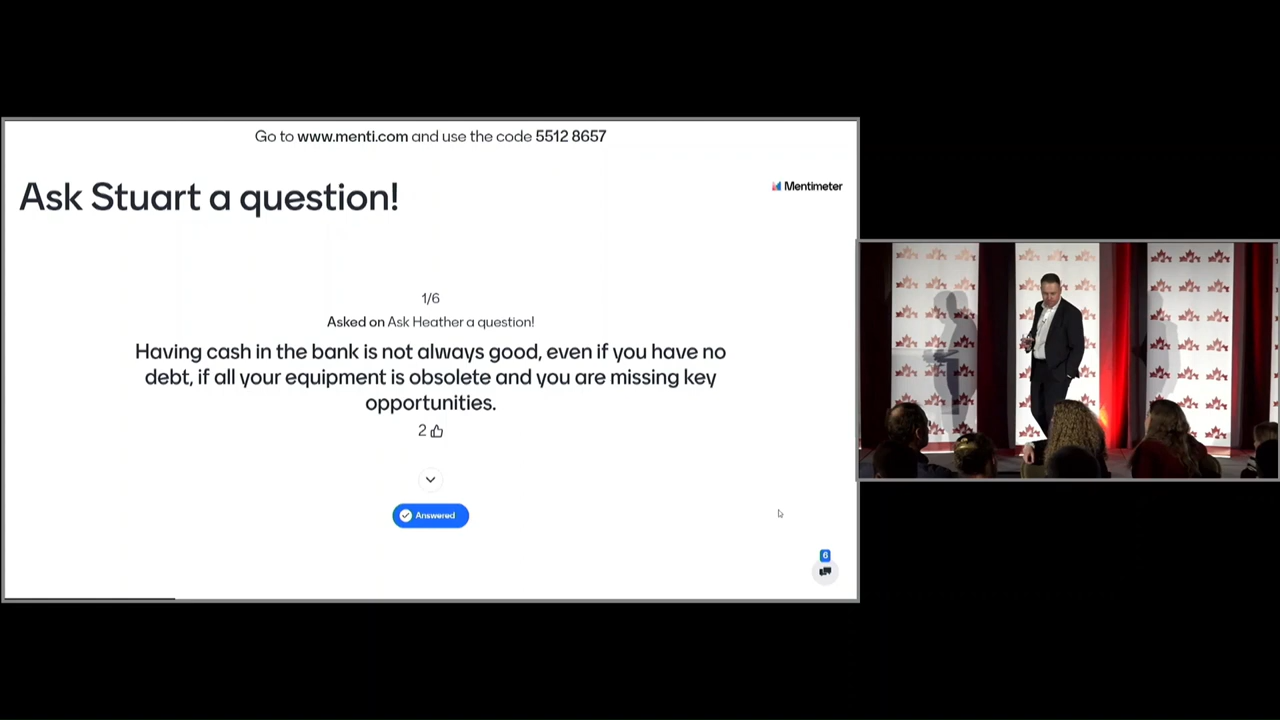 Go to www.menti.com and use the code 5512 8657
Ask Stuart a question!
Mentimeter
1/6
Asked on Ask Heather a question!
Having cash in the bank is not always good, even if you have no
debt, if all your equipment is obsolete and you are missing key
opportunities.
2
Answered
6